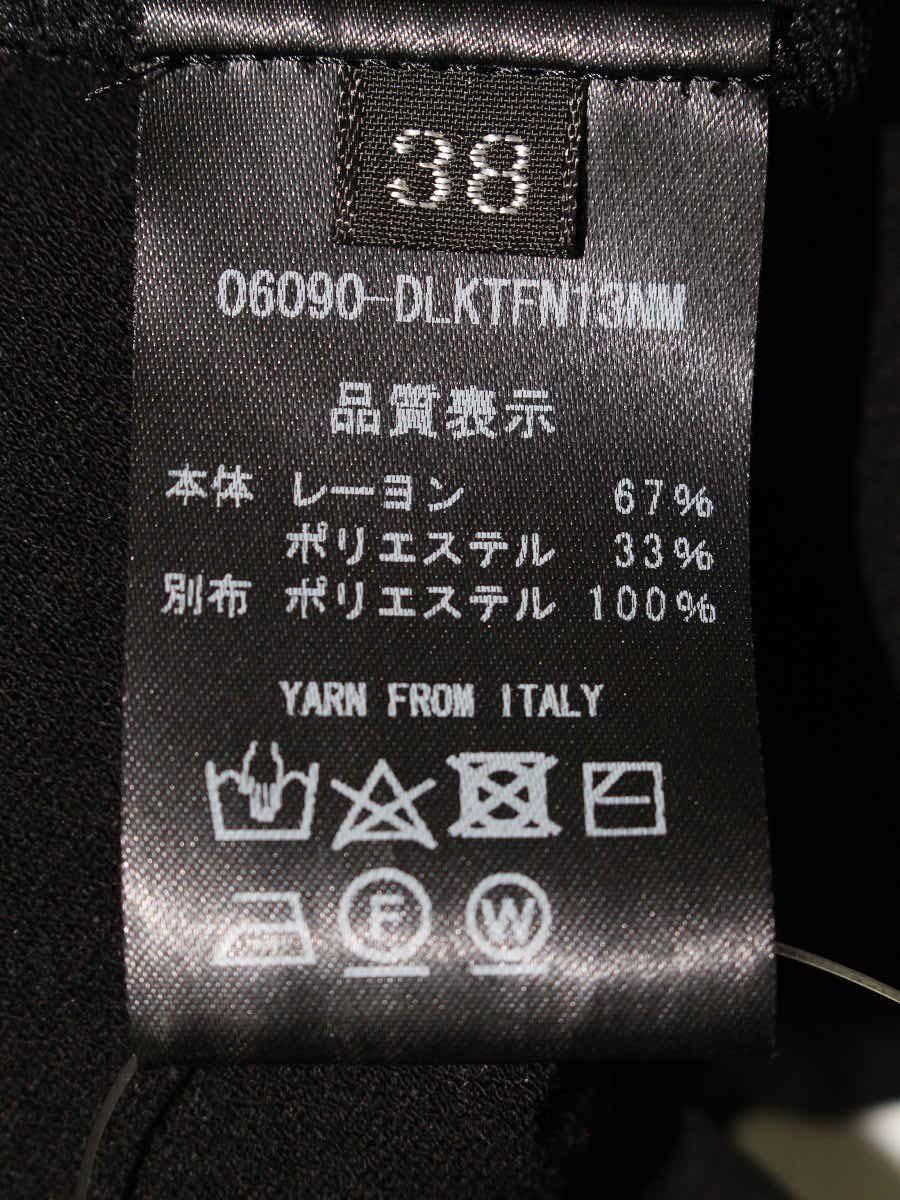 38
06090-DLKTFN13MM
品質表示
本体 レーヨン 67%
ポリエステル 33%
別布 ポリエステル 100%
YARN FROM ITALY
F W